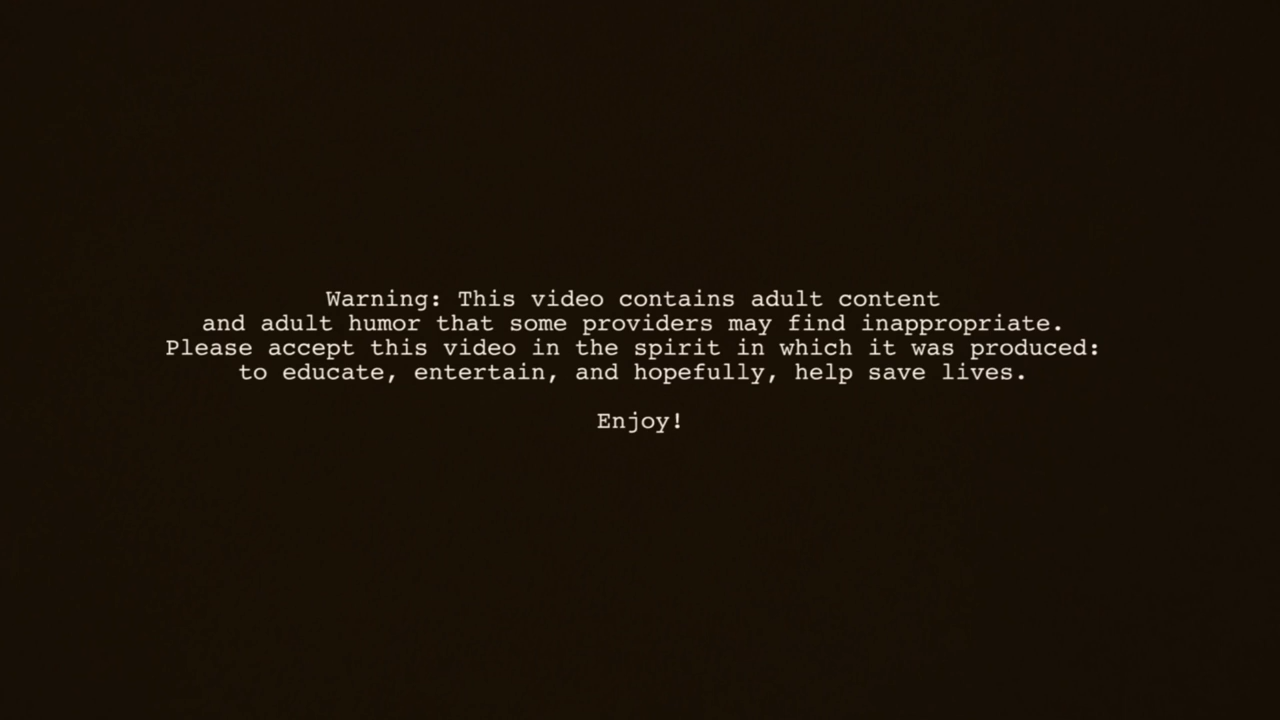 Warning: This video contains adult content
and adult humor that some providers may find inappropriate.
Please accept this video in the spirit in which it was produced:
to educate, entertain, and hopefully, help save lives.
Enjoy!